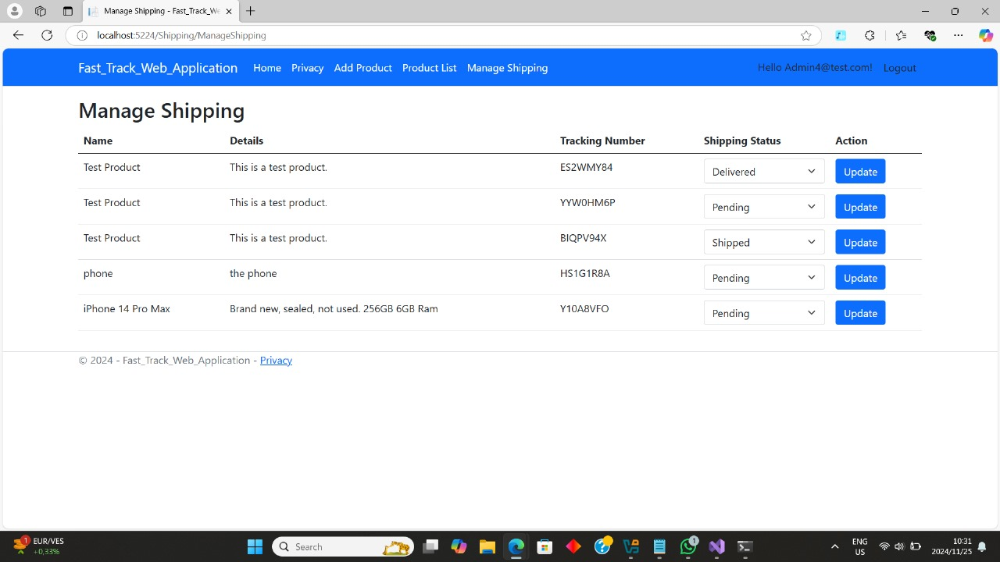 Manage Shipping - Fast_Track_We
localhost:5224/Shipping/ManageShipping
Fast_Track_Web_Application Home Privacy Add Product Product List Manage Shipping Hello Admin4@test.com! Logout
Manage Shipping
Name Details Tracking Number Shipping Status Action
Test Product This is a test product. ES2WMY84 Delivered Update
Test Product This is a test product. YYW0HM6P Pending Update
Test Product This is a test product. BIQPV94X Shipped Update
phone the phone HS1G1R8A Pending Update
iPhone 14 Pro Max Brand new, sealed, not used. 256GB 6GB Ram Y10A8VFO Pending Update
© 2024 - Fast_Track_Web_Application - Privacy
1 EUR/VES Search 1 ENG 10:31
+0,33% US 2024/11/25